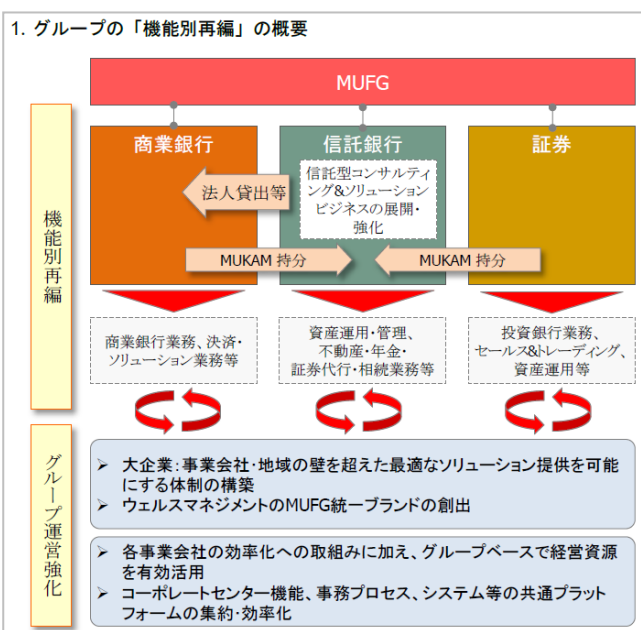 1. グループの「機能別再編」の概要
MUFG
商業銀行
信託銀行
証券
信託型コンサルティ
ング&ソリューション
ビジネスの展開・
強化
法人貸出等
MUKAM 持分
MUKAM 持分
機能別再編
商業銀行業務、決済・
ソリューション業務等
資産運用・管理、
不動産・年金・
証券代行・相続業務等
投資銀行業務、
セールス&トレーディング、
資産運用等
グループ運営強化
➢ 大企業：事業会社・地域の壁を超えた最適なソリューション提供を可能
にする体制の構築
➢ ウェルスマネジメントのMUFG統一ブランドの創出
➢ 各事業会社の効率化への取組みに加え、グループベースで経営資源
を有効活用
➢ コーポレートセンター機能、事務プロセス、システム等の共通プラット
フォームの集約・効率化